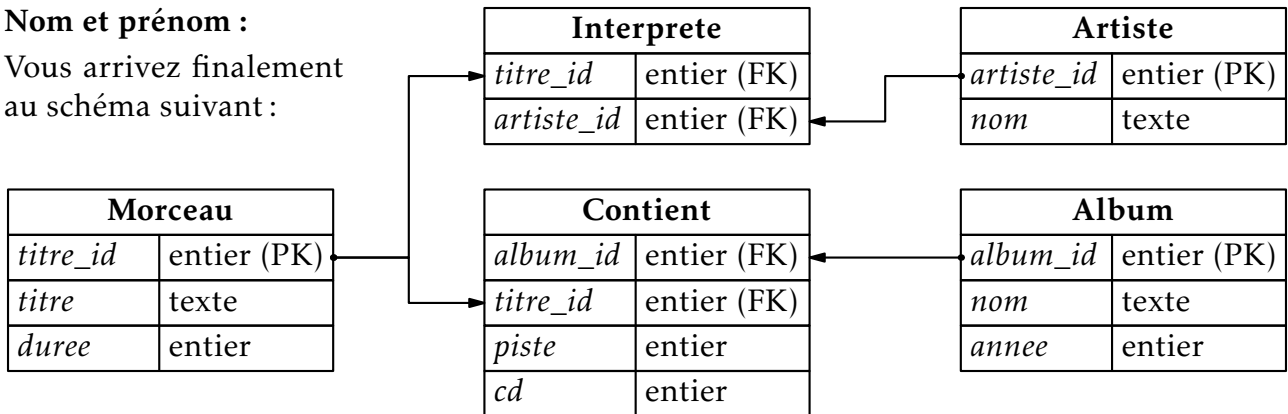 Nom et prénom :
Vous arrivez finalement
au schéma suivant :
Interprete
titre_id entier (FK)
artiste_id entier (FK)
Artiste
artiste_id entier (PK)
nom texte
Morceau
titre_id entier (PK)
titre texte
duree entier
Contient
album_id entier (FK)
titre_id entier (FK)
piste entier
cd entier
Album
album_id entier (PK)
nom texte
annee entier